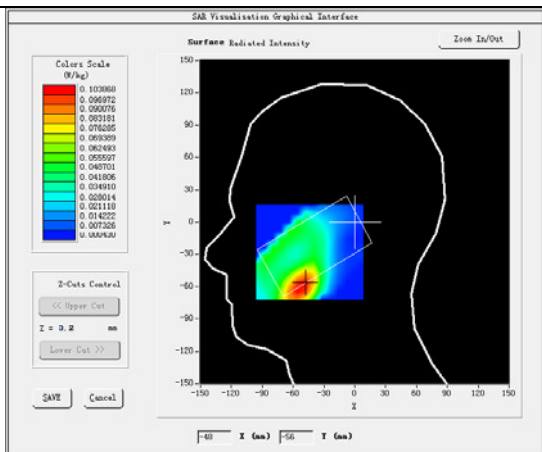 SAR Visualisation Graphical Interface
Surface Radiated Intensity
Zoom In/Out
Colors Scale
(W/kg)
0.103868
0.096972
0.090076
0.083181
0.076285
0.069389
0.062493
0.055597
0.048701
0.041806
0.034910
0.028014
0.021118
0.014222
0.007326
0.000430
Z-Cuts Control
<< Upper Cut
Z = 3.2 mm
Lower Cut >>
SAVE Cancel
150
120
90
60
30
0
-30
-60
-90
-120
-150
Y
-150 -120 -90 -60 -30 0 30 60 90 120 150
X
-48 X (mm) -56 Y (mm)